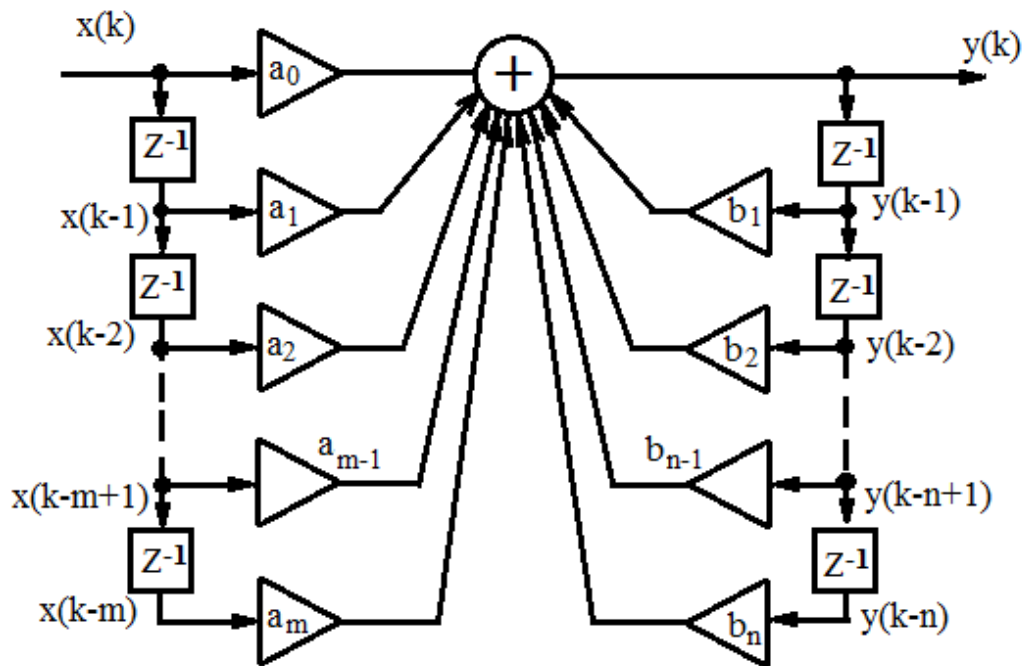 x(k) a₀ + y(k)
Z⁻¹ Z⁻¹
x(k-1) a₁ b₁ y(k-1)
Z⁻¹ Z⁻¹
x(k-2) a₂ b₂ y(k-2)
aₘ₋₁ bₙ₋₁
x(k-m+1) y(k-n+1)
Z⁻¹ Z⁻¹
x(k-m) aₘ bₙ y(k-n)